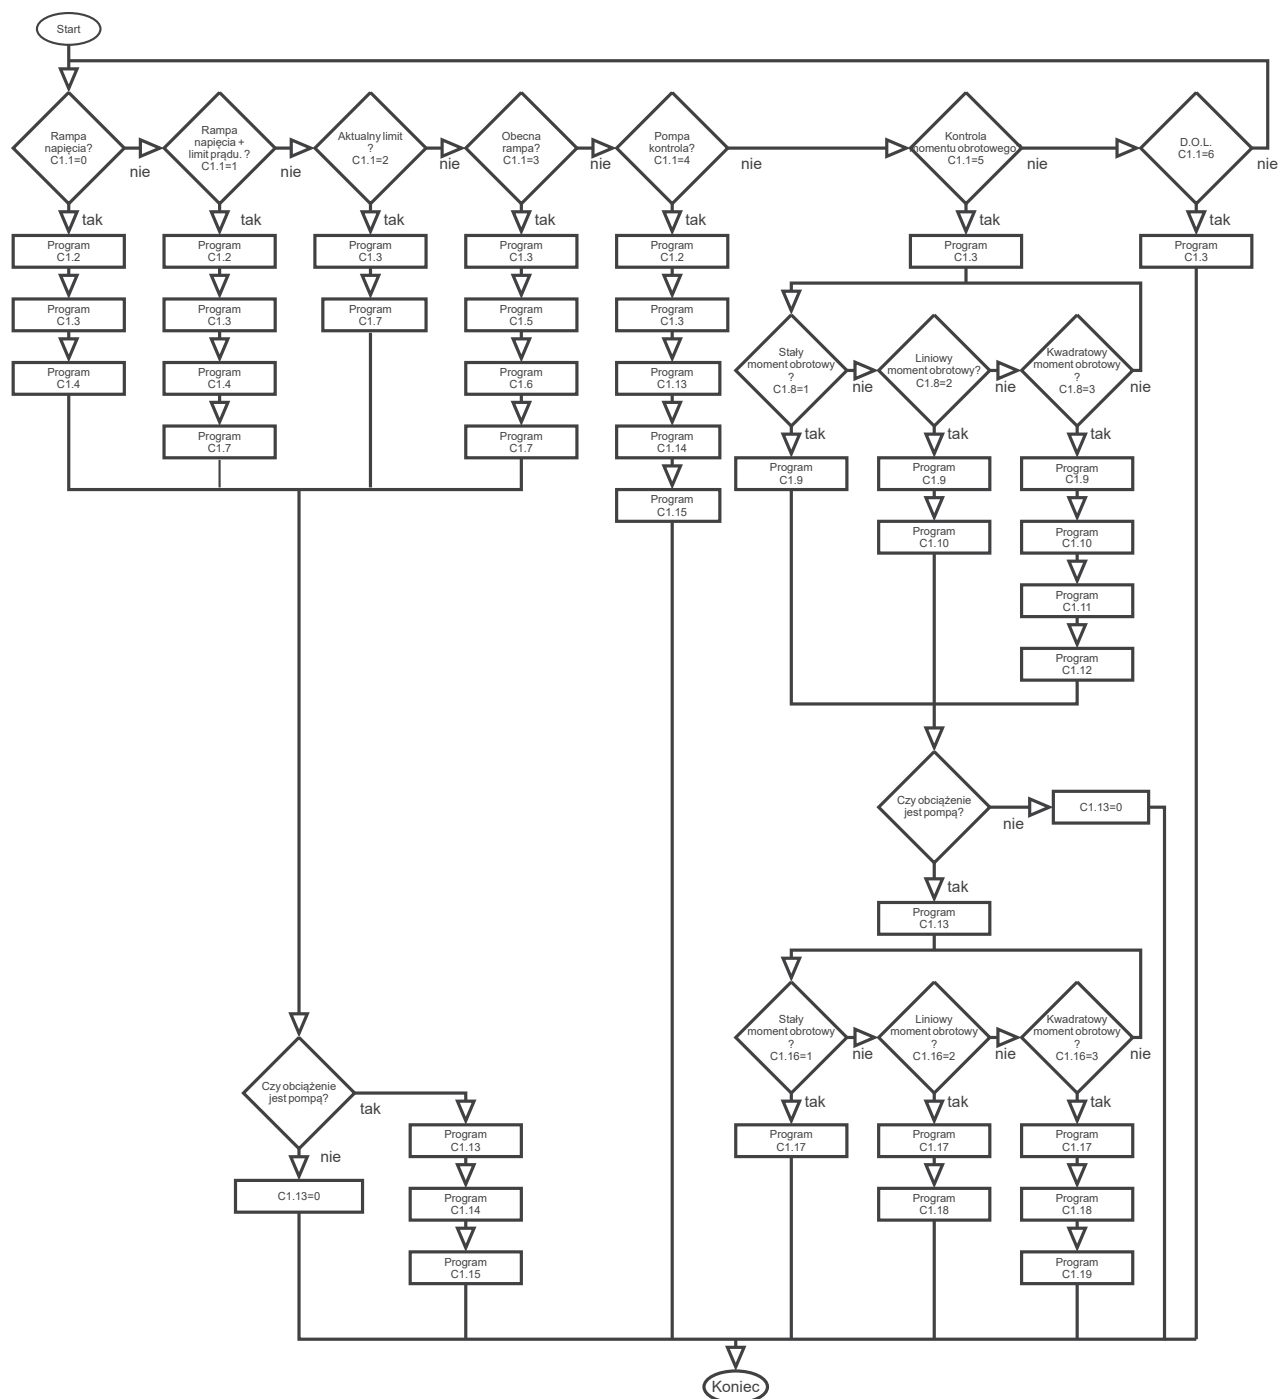 Start
Rampa
napięcia?
C1.1=0
nie
Rampa
napięcia +
limit prądu. ?
C1.1=1
nie
Aktualny limit
?
C1.1=2
nie
Obecna
rampa?
C1.1=3
nie
Pompa
kontrola?
C1.1=4
nie
Kontrola
momentu obrotowego
C1.1=5
nie
D.O.L.
C1.1=6
nie
tak
tak
tak
tak
tak
tak
tak
Program
C1.2
Program
C1.2
Program
C1.3
Program
C1.3
Program
C1.2
Program
C1.3
Program
C1.3
Program
C1.3
Program
C1.3
Program
C1.7
Program
C1.5
Program
C1.3
Program
C1.4
Program
C1.4
Program
C1.6
Program
C1.13
Program
C1.7
Program
C1.7
Program
C1.14
Program
C1.15
Stały
moment obrotowy
?
C1.8=1
nie
Liniowy
moment obrotowy?
C1.8=2
nie
Kwadratowy
moment obrotowy
?
C1.8=3
nie
tak
tak
tak
Program
C1.9
Program
C1.9
Program
C1.9
Program
C1.10
Program
C1.10
Program
C1.11
Program
C1.12
Czy obciążenie
jest pompą?
nie
C1.13=0
tak
Program
C1.13
Stały
moment obrotowy
?
C1.16=1
nie
Liniowy
moment obrotowy
?
C1.16=2
nie
Kwadratowy
moment obrotowy
?
C1.16=3
nie
tak
tak
tak
Program
C1.17
Program
C1.17
Program
C1.17
Program
C1.18
Program
C1.18
Program
C1.19
Czy obciążenie
jest pompą?
tak
nie
C1.13=0
Program
C1.13
Program
C1.14
Program
C1.15
Koniec